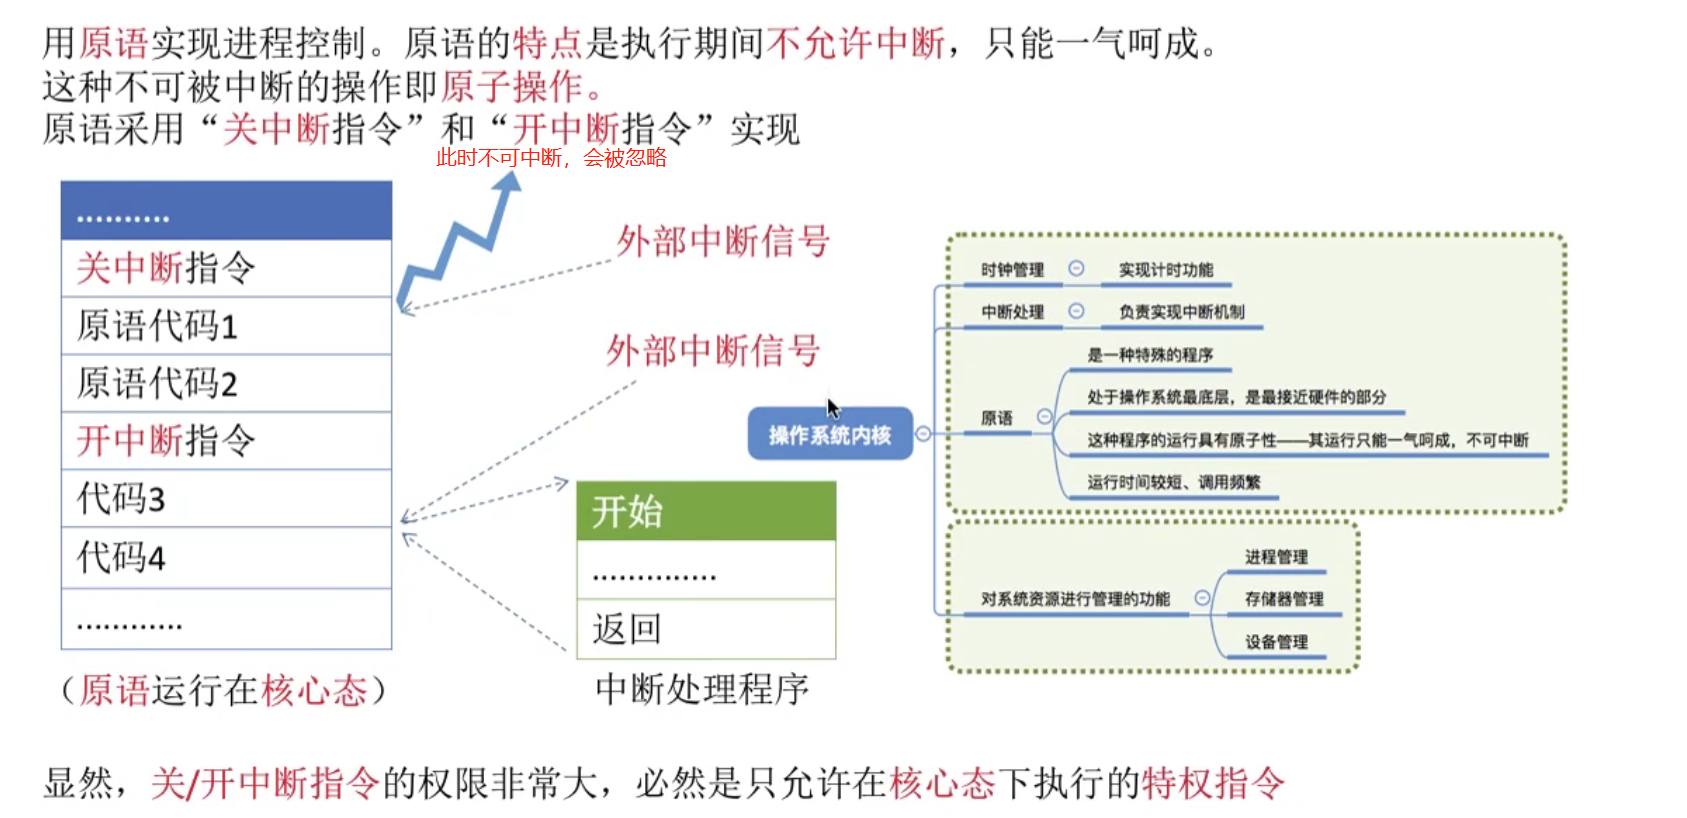 用原语实现进程控制。原语的特点是执行期间不允许中断，只能一气呵成。
这种不可被中断的操作即原子操作。
原语采用“关中断指令”和“开中断指令”实现
此时不可中断，会被忽略
..........
关中断指令
原语代码1
原语代码2
开中断指令
代码3
代码4
............
（原语运行在核心态）
外部中断信号
外部中断信号
开始
..............
返回
中断处理程序
操作系统内核
时钟管理
实现计时功能
中断处理
负责实现中断机制
原语
是一种特殊的程序
处于操作系统最底层，是最接近硬件的部分
这种程序的运行具有原子性——其运行只能一气呵成，不可中断
运行时间较短、调用频繁
对系统资源进行管理的功能
进程管理
存储器管理
设备管理
显然，关/开中断指令的权限非常大，必然是只允许在核心态下执行的特权指令